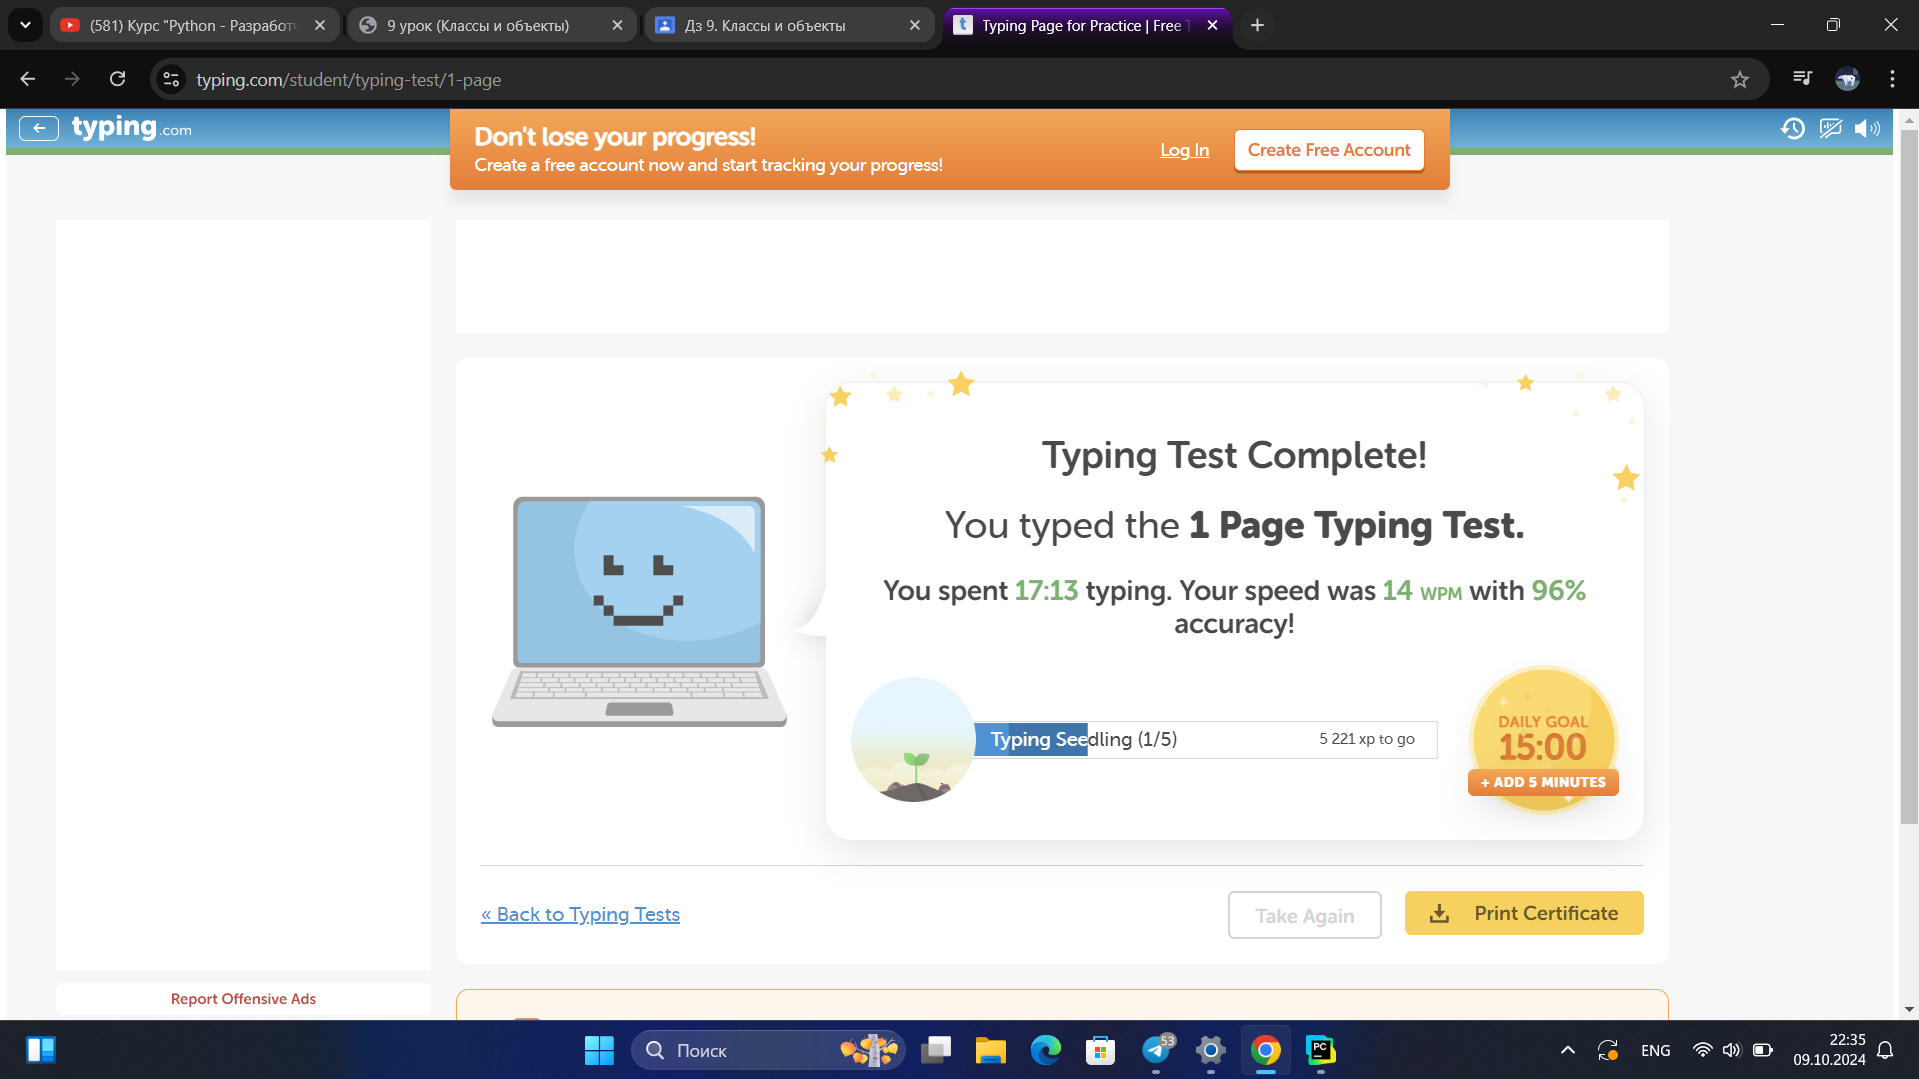 (581) Курс "Python - Разработч
9 урок (Классы и объекты)
Дз 9. Классы и объекты
Typing Page for Practice | Free T
typing.com/student/typing-test/1-page
typing.com
Don't lose your progress!
Create a free account now and start tracking your progress!
Log In
Create Free Account
Typing Test Complete!
You typed the 1 Page Typing Test.
You spent 17:13 typing. Your speed was 14 WPM with 96%
accuracy!
Typing Seedling (1/5)
5 221 xp to go
DAILY GOAL
15:00
+ ADD 5 MINUTES
« Back to Typing Tests
Take Again
Print Certificate
Report Offensive Ads
Поиск
53
PC
ENG
22:35
09.10.2024